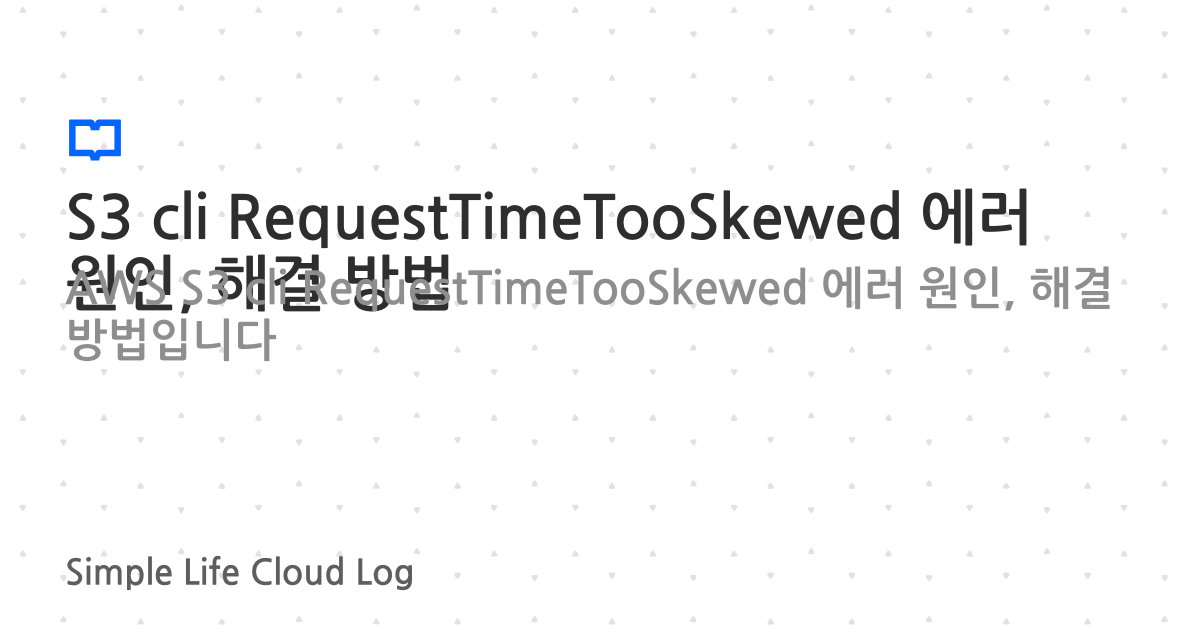 S3 cli RequestTimeTooSkewed 에러
원인, 해결 방법
AWS S3 cli RequestTimeTooSkewed 에러 원인, 해결
방법입니다
Simple Life Cloud Log